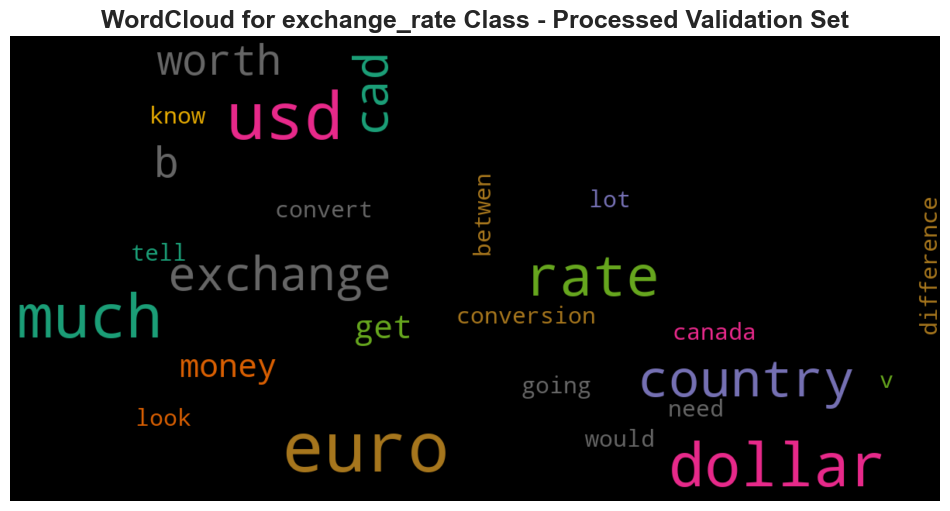 WordCloud for exchange_rate Class - Processed Validation Set
worth
cad
know
usd
b
convert
betwen
lot
difference
tell
exchange
rate
much
get
conversion
canada
money
going
country
v
look
need
euro
would
dollar